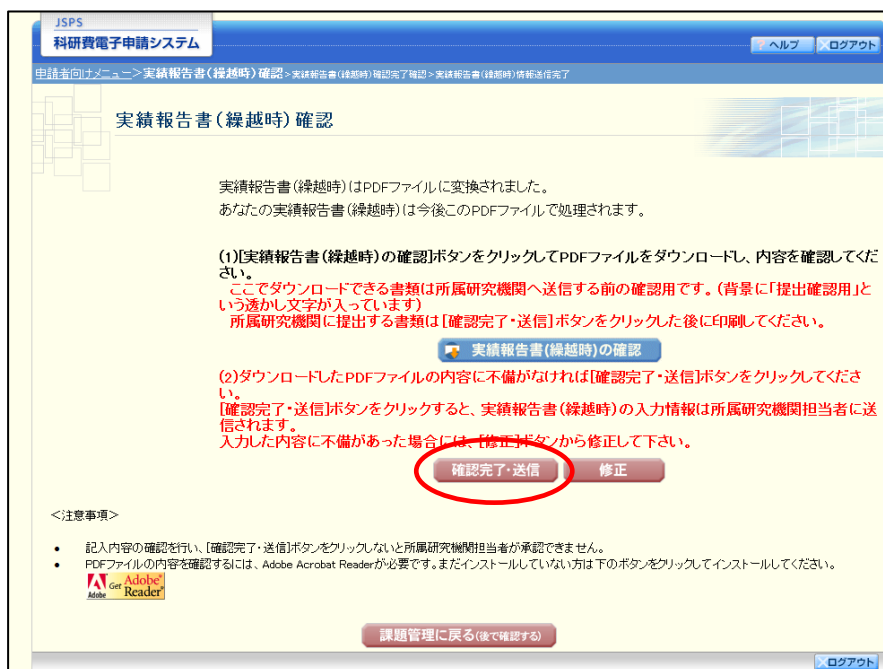 JSPS
科研費電子申請システム
? ヘルプ
×ログアウト
申請者向けメニュー>実績報告書(繰越時)確認>実績報告書(繰越時)確認完了確認>実績報告書(繰越時)情報送信完了
実績報告書(繰越時)確認
実績報告書(繰越時)はPDFファイルに変換されました。
あなたの実績報告書(繰越時)は今後このPDFファイルで処理されます。
(1)[実績報告書(繰越時)の確認]ボタンをクリックしてPDFファイルをダウンロードし、内容を確認してくだ
さい。
ここでダウンロードできる書類は所属研究機関へ送信する前の確認用です。(背景に「提出確認用」と
いう透かし文字が入っています)
所属研究機関に提出する書類は[確認完了・送信]ボタンをクリックした後に印刷してください。
実績報告書(繰越時)の確認
(2)ダウンロードしたPDFファイルの内容に不備がなければ[確認完了・送信]ボタンをクリックしてくださ
い。
[確認完了・送信]ボタンをクリックすると、実績報告書(繰越時)の入力情報は所属研究機関担当者に送
信されます。
入力した内容に不備があった場合には、[修正]ボタンから修正して下さい。
確認完了・送信
修正
<注意事項>
• 記入内容の確認を行い、[確認完了・送信]ボタンをクリックしないと所属研究機関担当者が承認できません。
• PDFファイルの内容を確認するには、Adobe Acrobat Readerが必要です。まだインストールしていない方は下のボタンをクリックしてインストールしてください。
Adobe
Get Adobe®
Reader®
課題管理に戻る(後で確認する)
×ログアウト